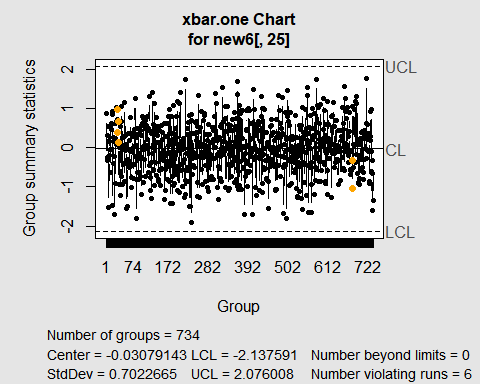 xbar.one Chart
for new6[, 25]
Group summary statistics
2
1
0
-1
-2
UCL
CL
LCL
1 74 172 282 392 502 612 722
Group
Number of groups = 734
Center = -0.03079143 LCL = -2.137591 Number beyond limits = 0
StdDev = 0.7022665 UCL = 2.076008 Number violating runs = 6